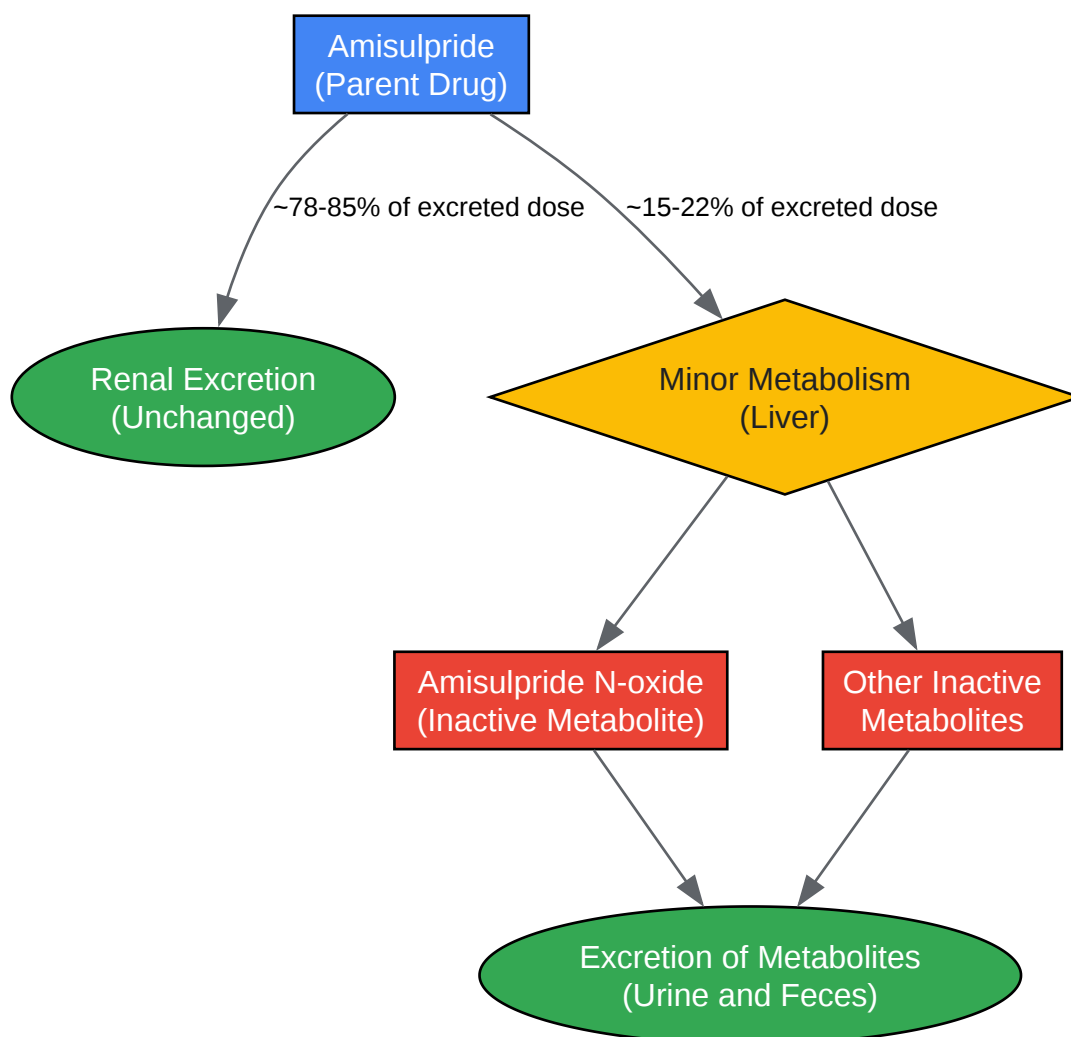 Amisulpride
(Parent Drug)
~78-85% of excreted dose
~15-22% of excreted dose
Renal Excretion
(Unchanged)
Minor Metabolism
(Liver)
Amisulpride N-oxide
(Inactive Metabolite)
Other Inactive
Metabolites
Excretion of Metabolites
(Urine and Feces)